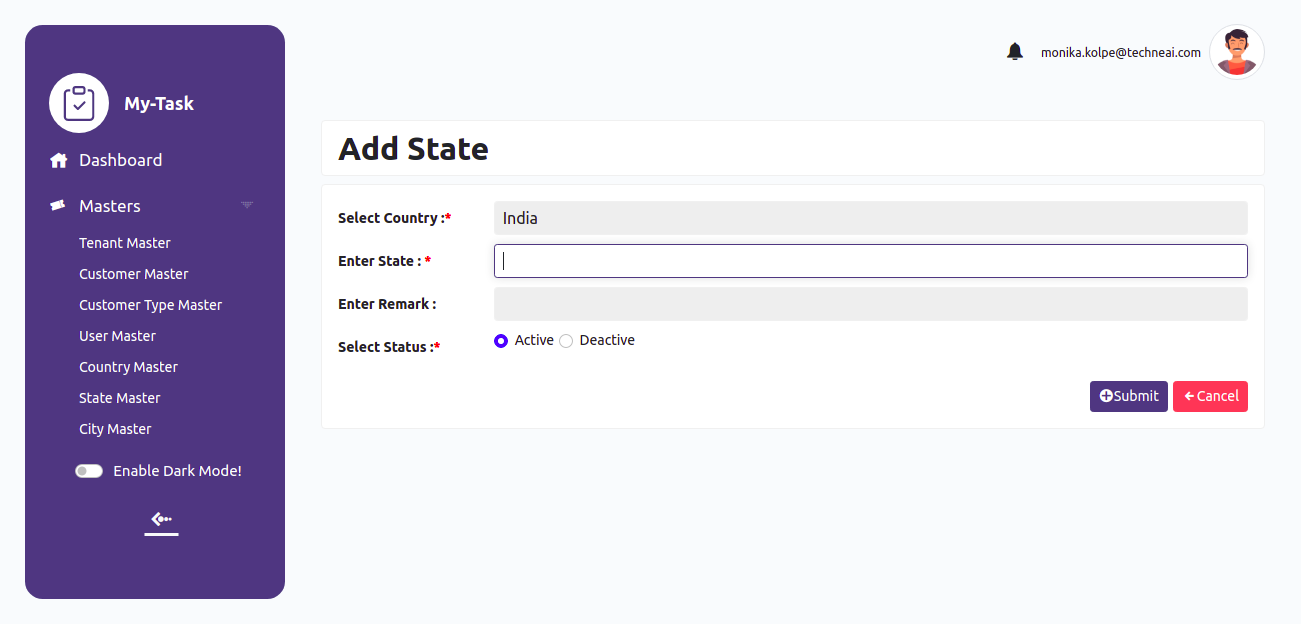 My-Task
Dashboard
Masters
Tenant Master
Customer Master
Customer Type Master
User Master
Country Master
State Master
City Master
Enable Dark Mode!
monika.kolpe@techneai.com
Add State
Select Country :* India
Enter State : *
Enter Remark :
Select Status :* Active Deactive
Submit Cancel